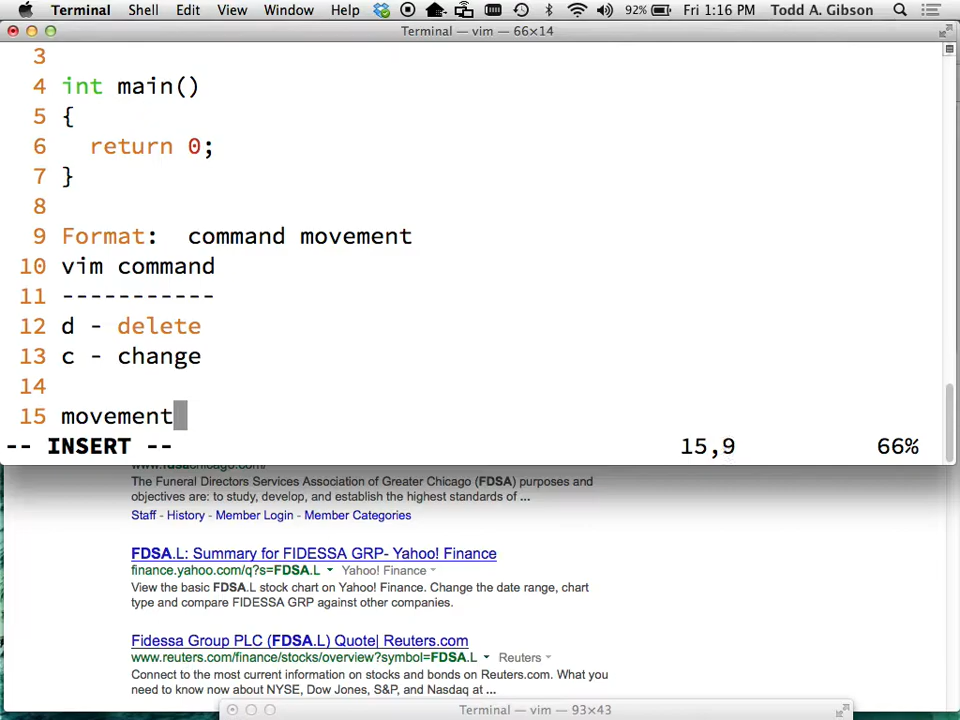 Terminal Shell Edit View Window Help 92% Fri 1:16 PM Todd A. Gibson
Terminal — vim — 66×14
3
4 int main()
5 {
6   return 0;
7 }
8
9 Format:  command movement
10 vim command
11 -----------
12 d - delete
13 c - change
14
15 movement
-- INSERT -- 15,9 66%
www.fdsachicago.com/
The Funeral Directors Services Association of Greater Chicago (FDSA) purposes and
objectives are: to study, develop, and establish the highest standards of ...
Staff - History - Member Login - Member Categories
FDSA.L: Summary for FIDESSA GRP- Yahoo! Finance
finance.yahoo.com/q?s=FDSA.L Yahoo! Finance
View the basic FDSA.L stock chart on Yahoo! Finance. Change the date range, chart
type and compare FIDESSA GRP against other companies.
Fidessa Group PLC (FDSA.L) Quote| Reuters.com
www.reuters.com/finance/stocks/overview?symbol=FDSA.L Reuters
Connect to the most current information on stocks and bonds on Reuters.com. Here you
need to know now about NYSE, Dow Jones, S&P, and Nasdaq at ...
Terminal — vim — 93×43